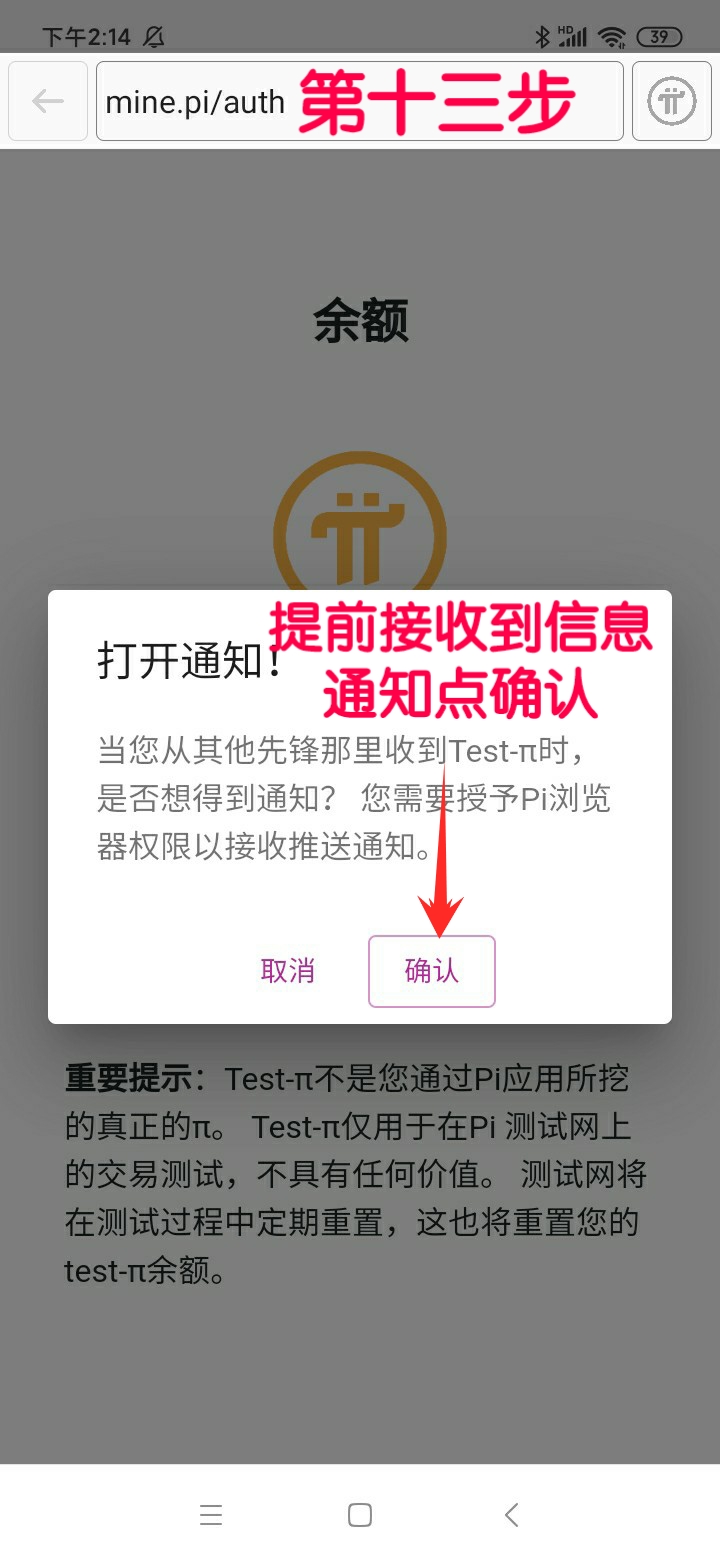 下午2:14
HD
39
mine.pi/auth 第十三步
余额
打开通知！
提前接收到信息
通知点确认
当您从其他先锋那里收到Test-π时，
是否想得到通知？ 您需要授予Pi浏览
器权限以接收推送通知。
取消 确认
重要提示：Test-π不是您通过Pi应用所挖
的真正的π。 Test-π仅用于在Pi 测试网上
的交易测试，不具有任何价值。 测试网将
在测试过程中定期重置，这也将重置您的
test-π余额。